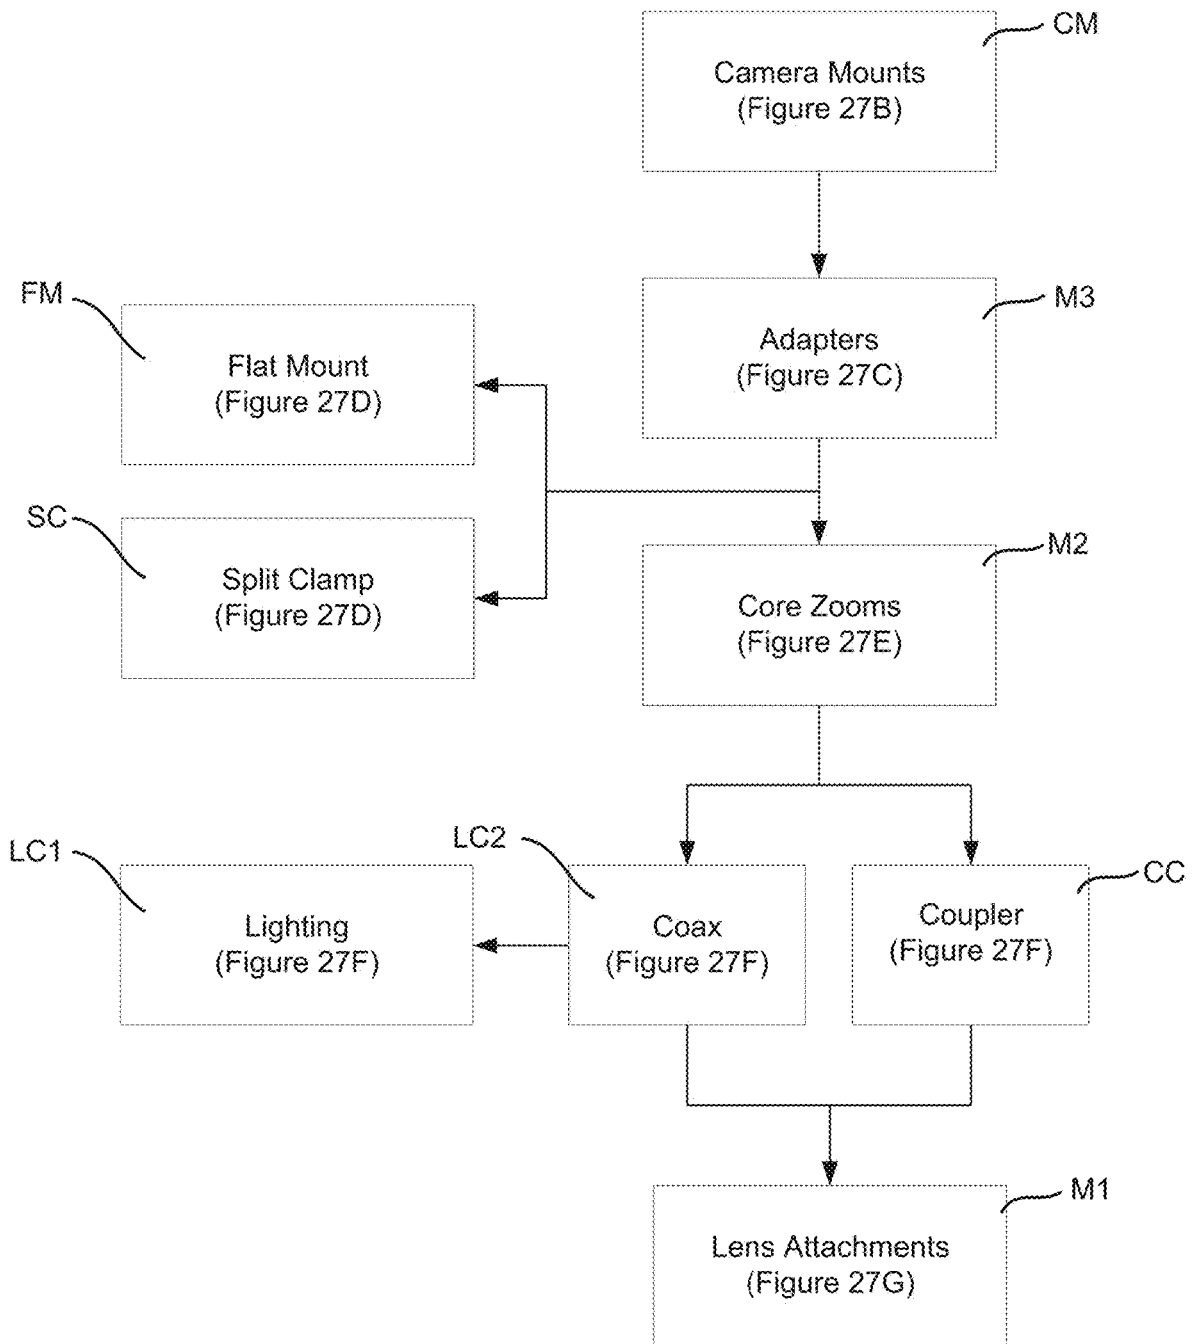 CM
Camera Mounts
(Figure 27B)
FM
M3
Flat Mount
(Figure 27D)
Adapters
(Figure 27C)
SC
M2
Split Clamp
(Figure 27D)
Core Zooms
(Figure 27E)
LC1
LC2
CC
Lighting
(Figure 27F)
Coax
(Figure 27F)
Coupler
(Figure 27F)
M1
Lens Attachments
(Figure 27G)